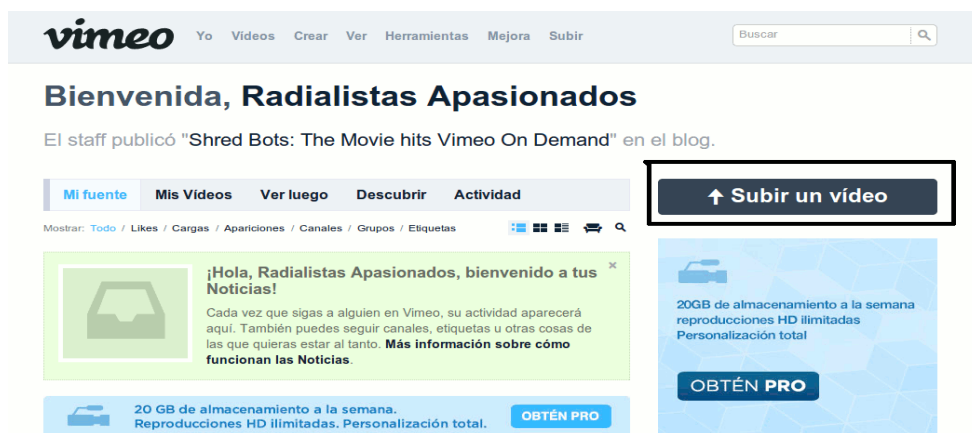 vimeo Yo Vídeos Crear Ver Herramientas Mejora Subir Buscar
Bienvenida, Radialistas Apasionados
El staff publicó "Shred Bots: The Movie hits Vimeo On Demand" en el blog.
Mi fuente Mis Vídeos Ver luego Descubrir Actividad
Subir un vídeo
Mostrar: Todo / Likes / Cargas / Apariciones / Canales / Grupos / Etiquetas
¡Hola, Radialistas Apasionados, bienvenido a tus
Noticias!
Cada vez que sigas a alguien en Vimeo, su actividad aparecerá
aquí. También puedes seguir canales, etiquetas u otras cosas de
las que quieras estar al tanto. Más información sobre cómo
funcionan las Noticias.
20GB de almacenamiento a la semana
reproducciones HD ilimitadas
Personalización total
OBTÉN PRO
20 GB de almacenamiento a la semana.
Reproducciones HD ilimitadas. Personalización total.
OBTÉN PRO